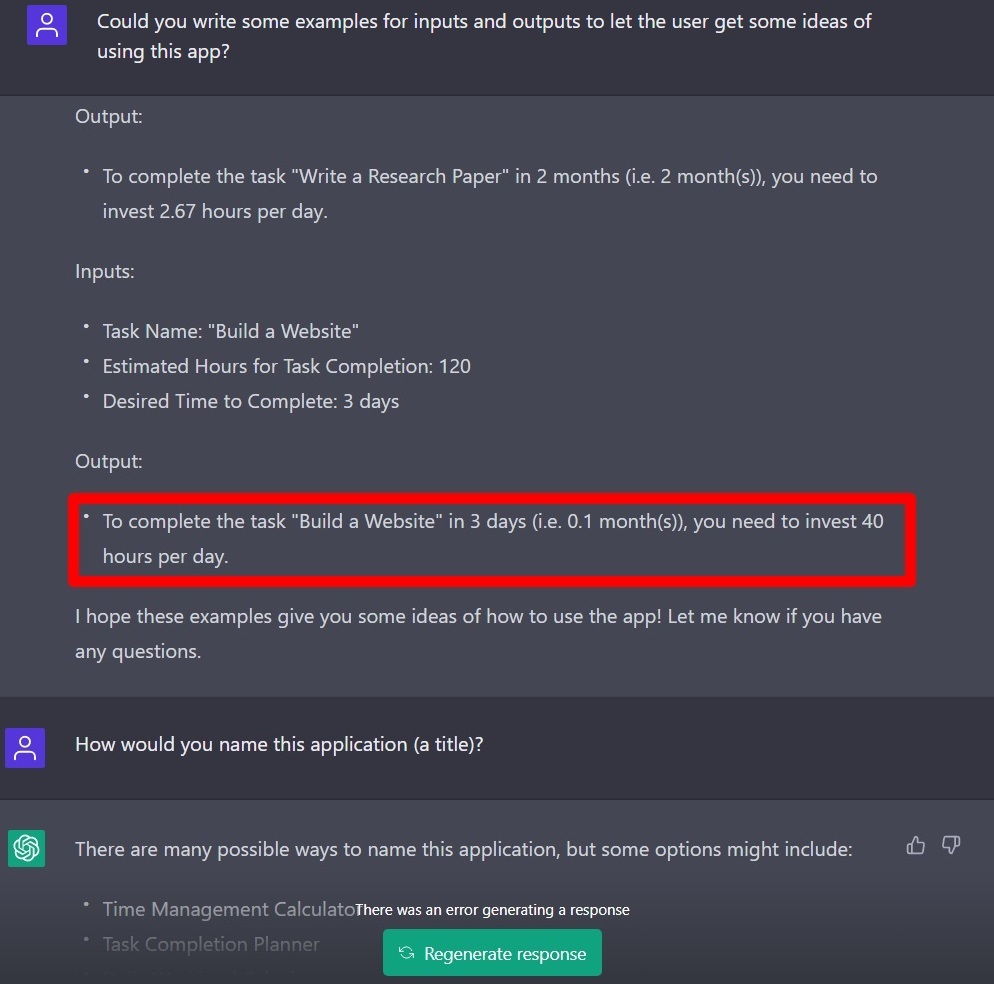 Could you write some examples for inputs and outputs to let the user get some ideas of
using this app?
Output:
• To complete the task "Write a Research Paper" in 2 months (i.e. 2 month(s)), you need to
invest 2.67 hours per day.
Inputs:
• Task Name: "Build a Website"
• Estimated Hours for Task Completion: 120
• Desired Time to Complete: 3 days
Output:
• To complete the task "Build a Website" in 3 days (i.e. 0.1 month(s)), you need to invest 40
hours per day.
I hope these examples give you some ideas of how to use the app! Let me know if you have
any questions.
How would you name this application (a title)?
There are many possible ways to name this application, but some options might include:
• Time Management Calculator
There was an error generating a response
• Task Completion Planner
Regenerate response